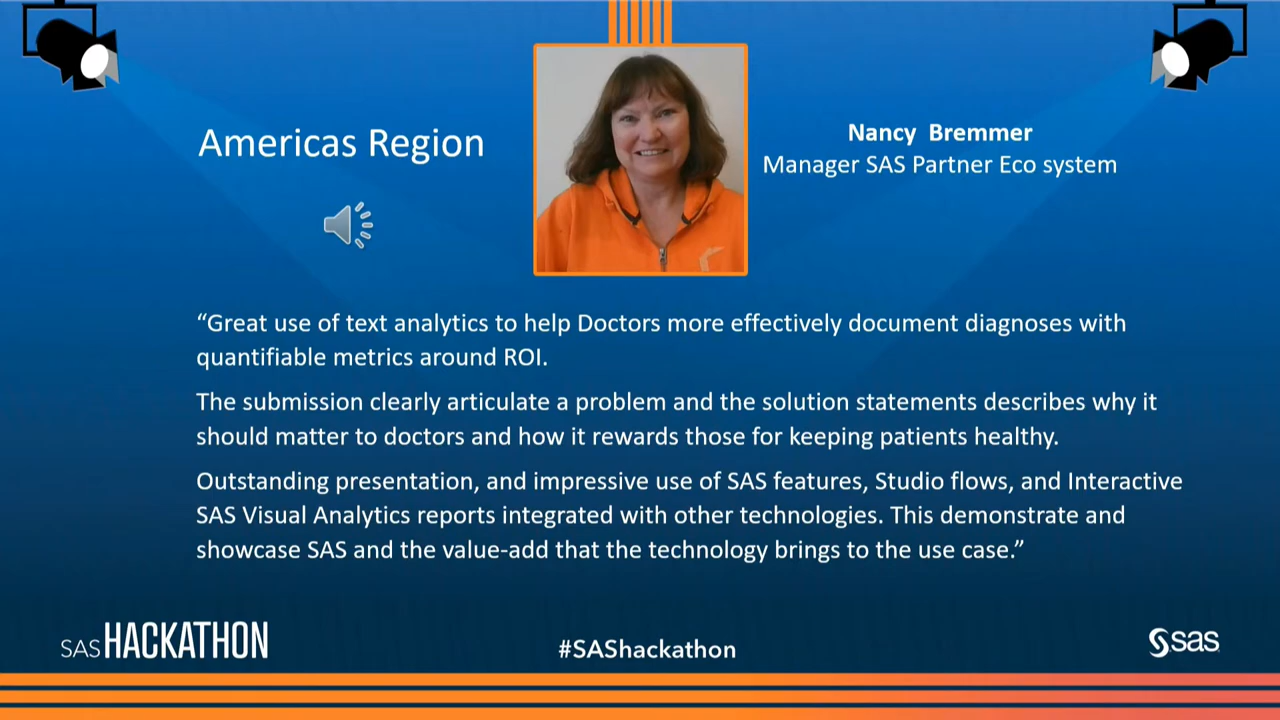 Americas Region
Nancy Bremmer
Manager SAS Partner Eco system
“Great use of text analytics to help Doctors more effectively document diagnoses with
quantifiable metrics around ROI.
The submission clearly articulate a problem and the solution statements describes why it
should matter to doctors and how it rewards those for keeping patients healthy.
Outstanding presentation, and impressive use of SAS features, Studio flows, and Interactive
SAS Visual Analytics reports integrated with other technologies. This demonstrate and
showcase SAS and the value-add that the technology brings to the use case.”
SAS HACKATHON
#SAShackathon
sas